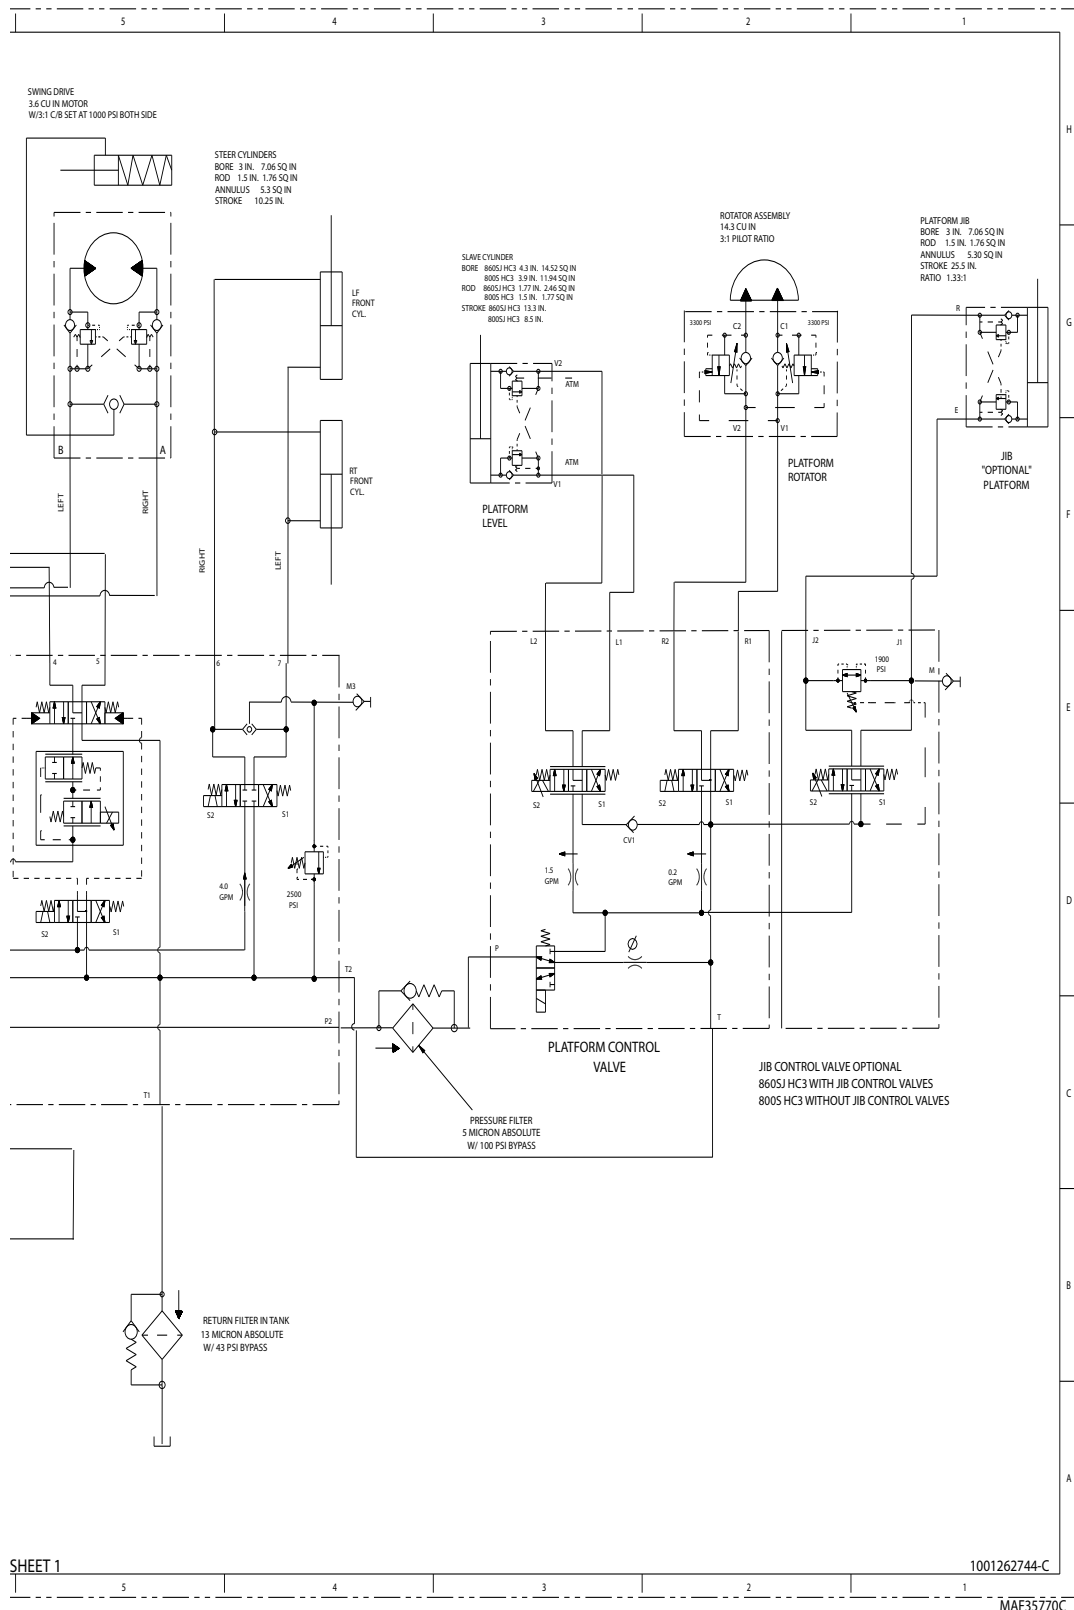 5
4
3
2
1
SWING DRIVE
3.6 CU IN MOTOR
W/3:1 C/B SET AT 1000 PSI BOTH SIDE
H
STEER CYLINDERS
BORE 3 IN. 7.06 SQ IN
ROD 1.5 IN. 1.76 SQ IN
ANNULUS 5.3 SQ IN
STROKE 10.25 IN.
ROTATOR ASSEMBLY
14.3 CU IN
3:1 PILOT RATIO
PLATFORM JIB
BORE 3 IN. 7.06 SQ IN
ROD 1.5 IN. 1.76 SQ IN
ANNULUS 5.30 SQ IN
STROKE 25.5 IN.
RATIO 1.33:1
SLAVE CYLINDER
BORE 860SJ HC3 4.3 IN. 14.52 SQ IN
800S HC3 3.9 IN. 11.94 SQ IN
ROD 860SJ HC3 1.77 IN. 2.46 SQ IN
800S HC3 1.5 IN. 1.77 SQ IN
STROKE 860SJ HC3 13.3 IN.
800SJ HC3 8.5 IN.
LF
FRONT
CYL.
R
G
3300 PSI
C2
C1
3300 PSI
V2
ATM
E
V2
V1
B
A
ATM
V1
RT
FRONT
CYL.
PLATFORM
ROTATOR
JIB
"OPTIONAL"
PLATFORM
LEFT
RIGHT
PLATFORM
LEVEL
F
RIGHT
LEFT
L2
L1
R2
R1
J2
J1
4
5
6
7
1900
PSI
M
M3
E
S2
S1
S2
S1
S2
S1
S2
S1
CV1
4.0
GPM
2500
PSI
1.5
GPM
0.2
GPM
D
S2
S1
P
T2
P2
T
PLATFORM CONTROL
VALVE
JIB CONTROL VALVE OPTIONAL
860SJ HC3 WITH JIB CONTROL VALVES
800S HC3 WITHOUT JIB CONTROL VALVES
T1
C
PRESSURE FILTER
5 MICRON ABSOLUTE
W/ 100 PSI BYPASS
B
RETURN FILTER IN TANK
13 MICRON ABSOLUTE
W/ 43 PSI BYPASS
A
SHEET 1
1001262744-C
5
4
3
2
1
MAE35770C